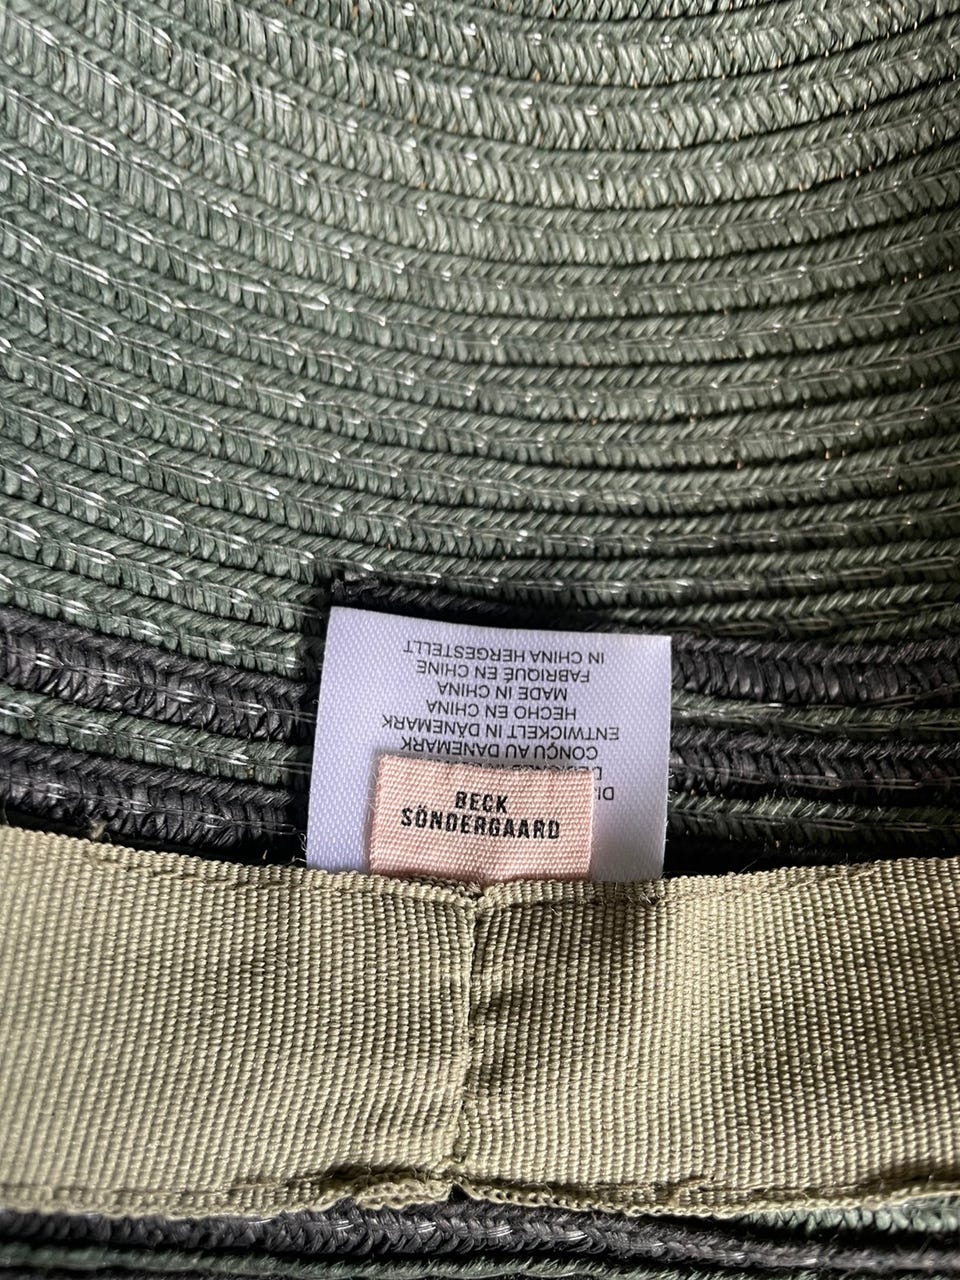 BECK
SÖNDERGAARD
DESIGNED
CONÇU AU DANEMARK
ENTWICKELT IN DÄNEMARK
HECHO EN CHINA
MADE IN CHINA
FABRIQUÉ EN CHINE
IN CHINA HERGESTELLT